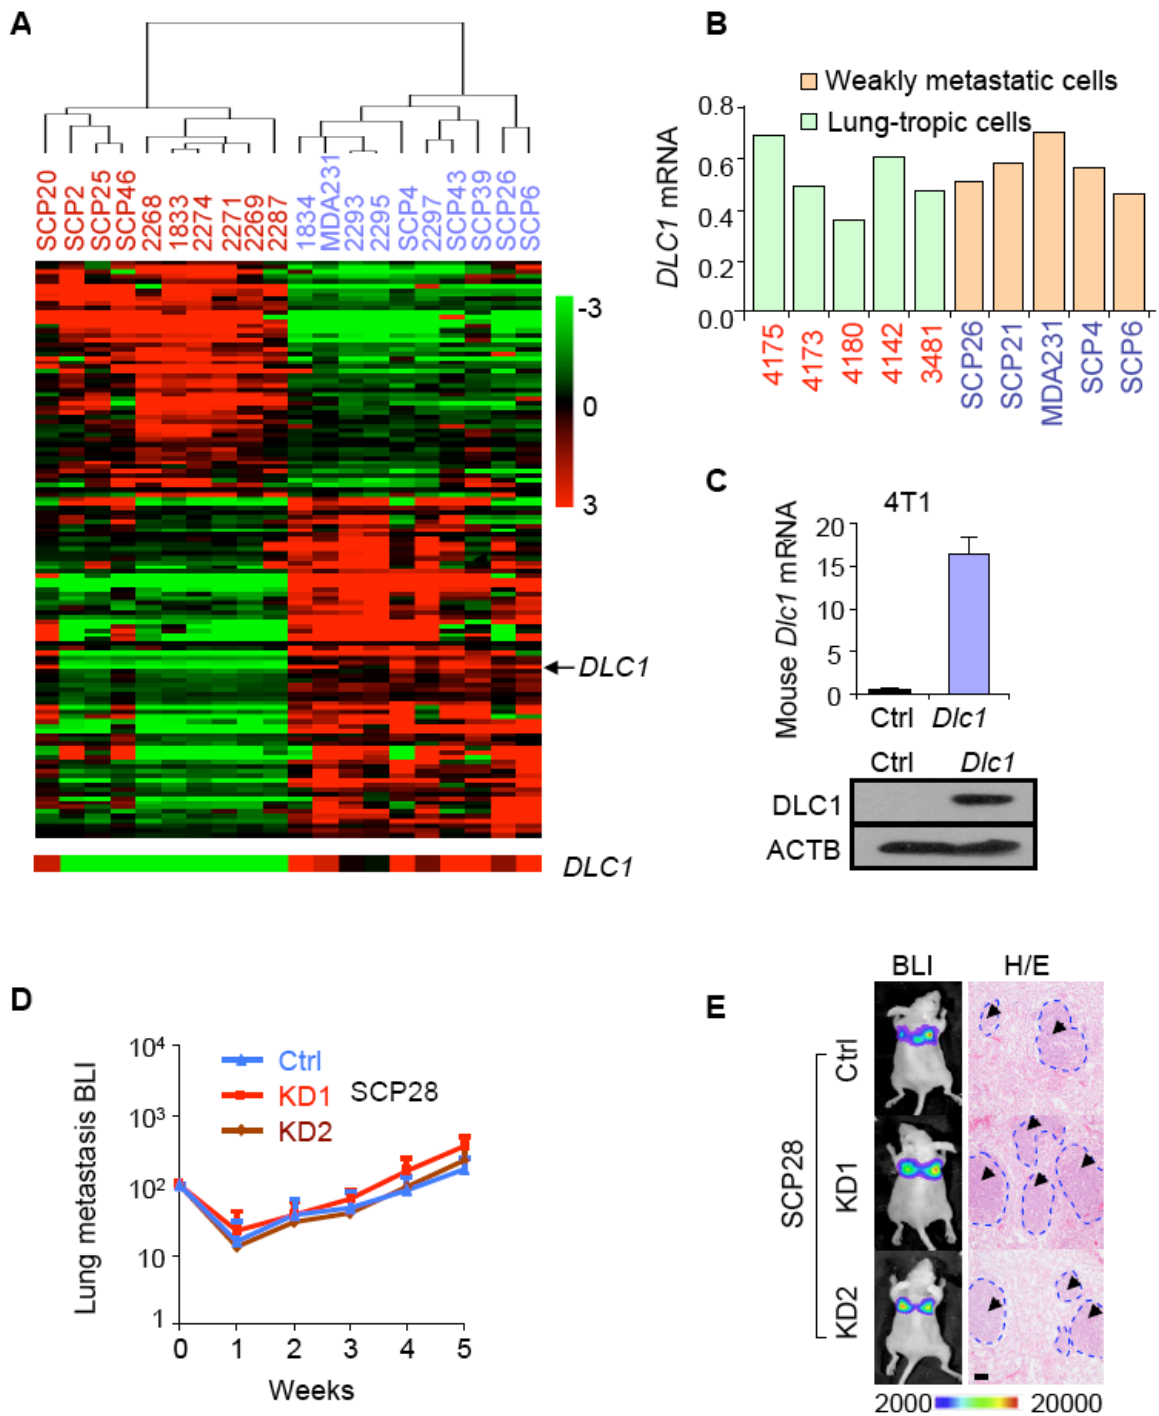 A
SCP20
SCP2
SCP25
SCP46
2268
1833
2274
2271
2269
2287
1834
MDA231
2293
2295
SCP4
2297
SCP43
SCP39
SCP26
SCP6
-3
0
3
DLC1
DLC1
B
Weakly metastatic cells
Lung-tropic cells
DLC1 mRNA
0.8
0.6
0.4
0.2
0.0
4175
4173
4180
4142
3481
SCP26
SCP21
MDA231
SCP4
SCP6
C
4T1
Mouse Dlc1 mRNA
20
15
10
5
0
Ctrl Dlc1
Ctrl Dlc1
DLC1
ACTB
D
Lung metastasis BLI
10⁴
10³
10²
10
1
Ctrl
KD1
KD2
SCP28
0 1 2 3 4 5
Weeks
E
BLI H/E
SCP28
Ctrl
KD1
KD2
2000 20000